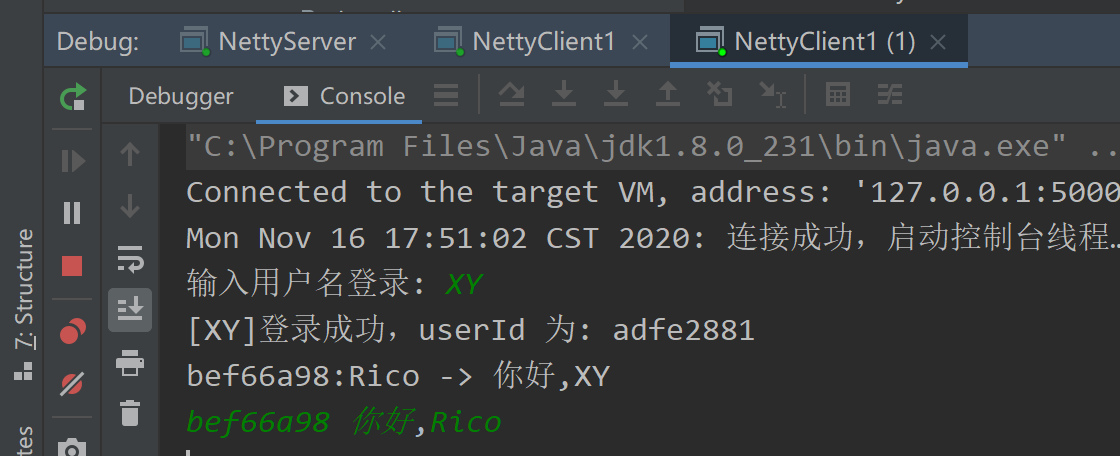 Debug: NettyServer NettyClient1 NettyClient1 (1)
Debugger Console
"C:\Program Files\Java\jdk1.8.0_231\bin\java.exe" ..
Connected to the target VM, address: '127.0.0.1:5000
Mon Nov 16 17:51:02 CST 2020: 连接成功，启动控制台线程…
输入用户名登录: XY
[XY]登录成功，userId 为: adfe2881
bef66a98:Rico -> 你好,XY
bef66a98 你好,Rico
7: Structure